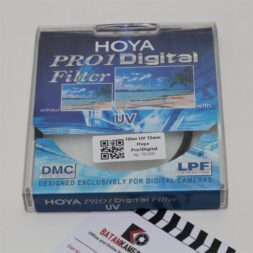 HOYA
PRO1 Digital
Filter
without
with
UV
Filter UV 72mm
Hoya
Pro1Digital
DMC
LPF
DESIGNED EXCLUSIVELY FOR DIGITAL CAMERAS
HOYA PRO1 Digital Filter
UV
BATAMKAMERA